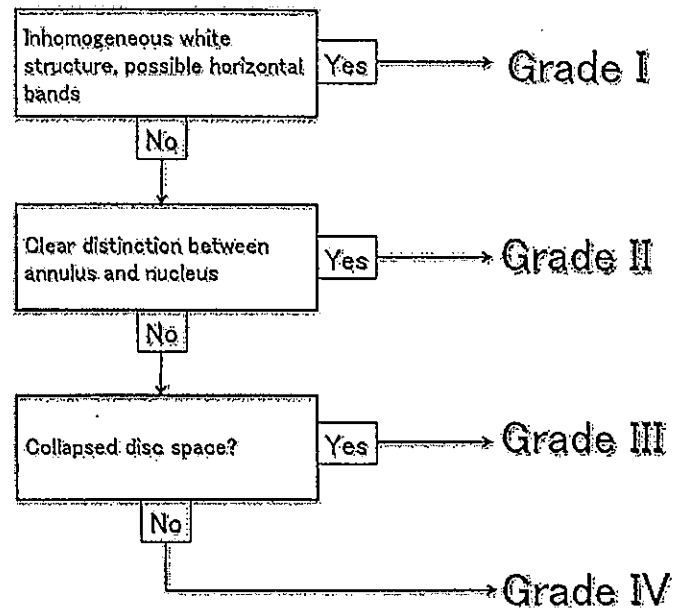 Inhomogeneous white
structure, possible horizontal
bands
Yes
Grade I
No
Clear distinction between
annulus and nucleus
Yes
Grade II
No
Collapsed disc space?
Yes
Grade III
No
Grade IV